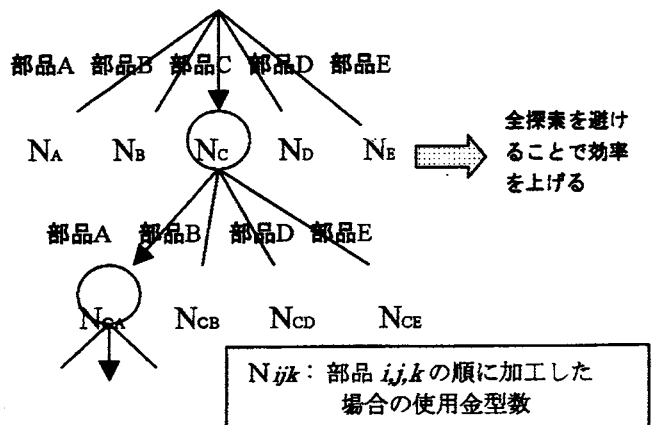 部品A 部品B 部品C 部品D 部品E
NA NB NC ND NE
全探索を避け
ることで効率
を上げる
部品A 部品B 部品D 部品E
NCA NCB NCD NCE
Nijk: 部品 i,j,k の順に加工した
場合の使用金型数